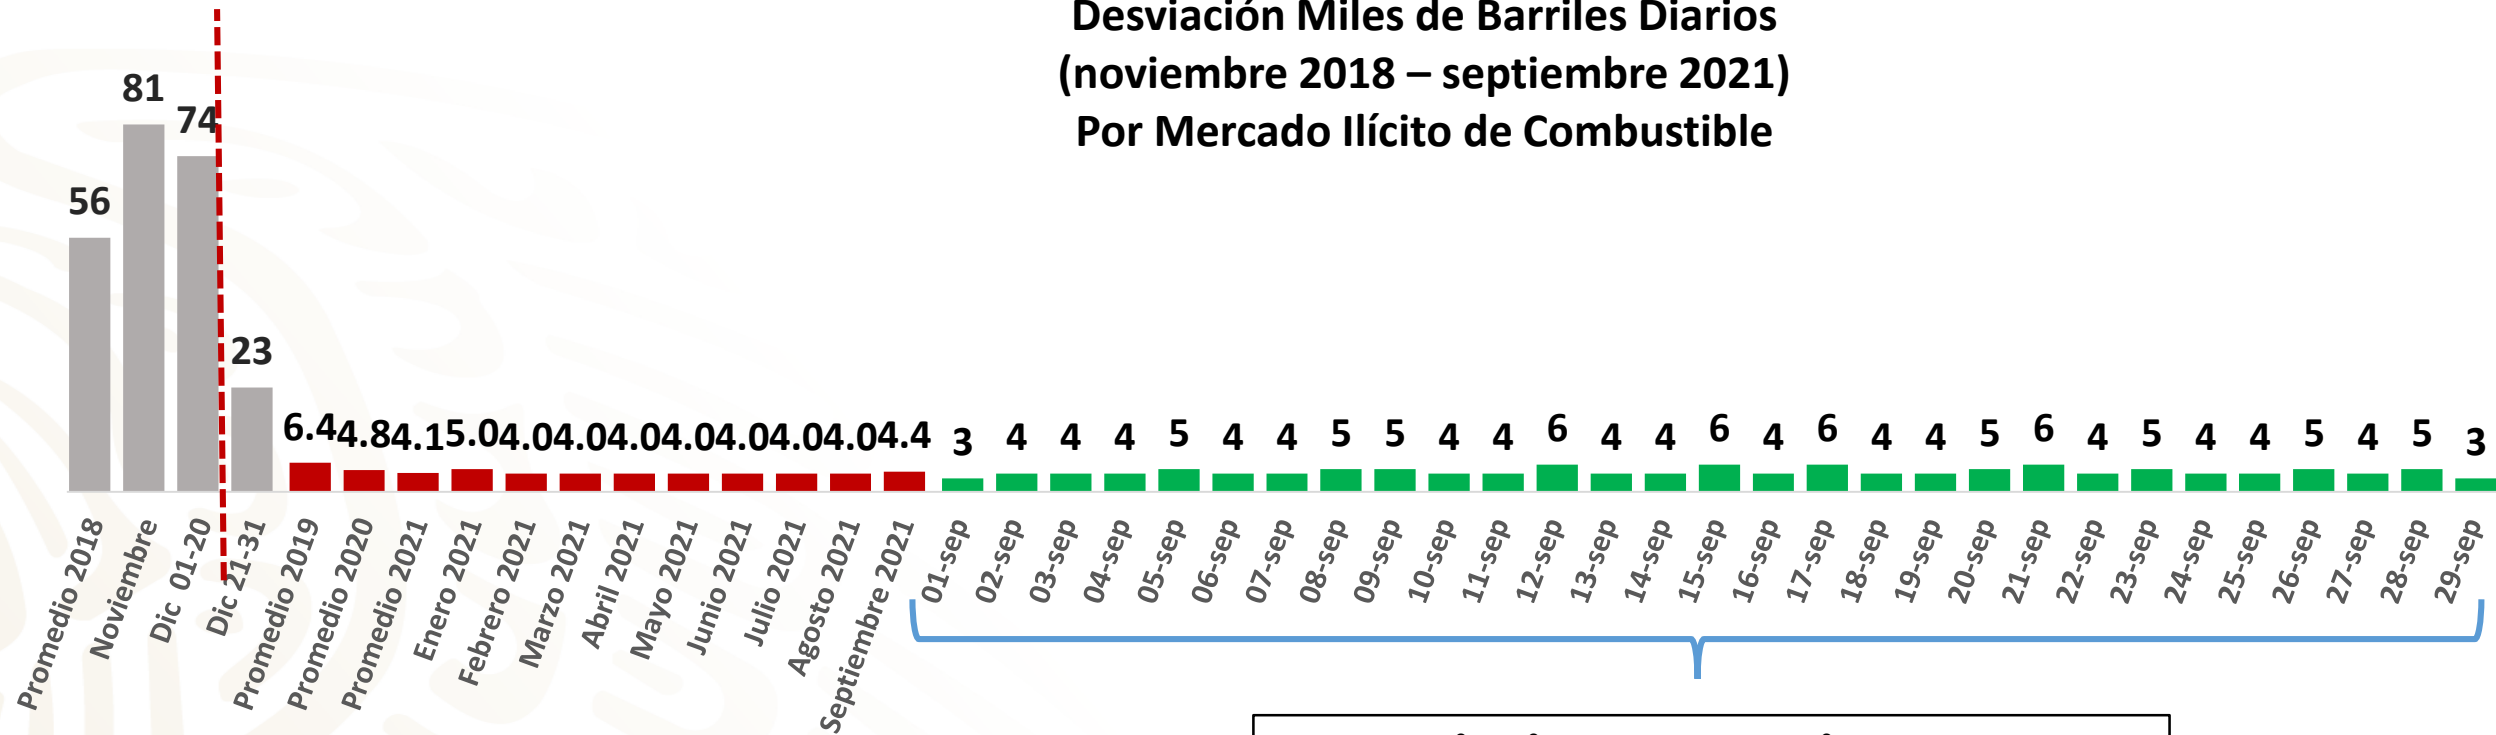 Desviación Miles de Barriles Diarios
(noviembre 2018 – septiembre 2021)
Por Mercado Ilícito de Combustible
56
81
74
23
6.4
4.8
4.1
5.0
4.0
4.0
4.0
4.0
4.0
4.0
4.0
4.4
3
4
4
4
5
4
4
5
5
4
4
6
4
4
6
4
6
4
4
5
6
4
5
4
4
5
4
5
3
Promedio 2018
Noviembre
Dic 01-20
Dic 21-31
Promedio 2019
Promedio 2020
Promedio 2021
Enero 2021
Febrero 2021
Marzo 2021
Abril 2021
Mayo 2021
Junio 2021
Julio 2021
Agosto 2021
Septiembre 2021
01-sep
02-sep
03-sep
04-sep
05-sep
06-sep
07-sep
08-sep
09-sep
10-sep
11-sep
12-sep
13-sep
14-sep
15-sep
16-sep
17-sep
18-sep
19-sep
20-sep
21-sep
22-sep
23-sep
24-sep
25-sep
26-sep
27-sep
28-sep
29-sep